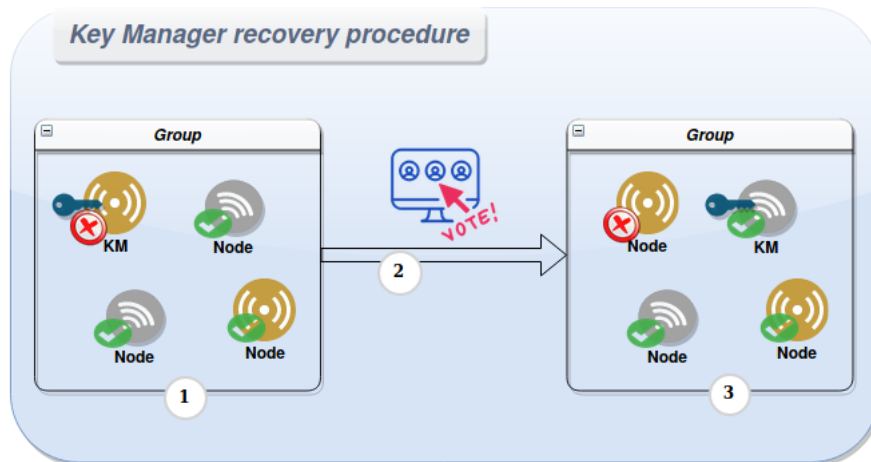 Key Manager recovery procedure
Group
KM
Node
Node
Node
1
VOTE!
2
Group
Node
KM
Node
Node
3